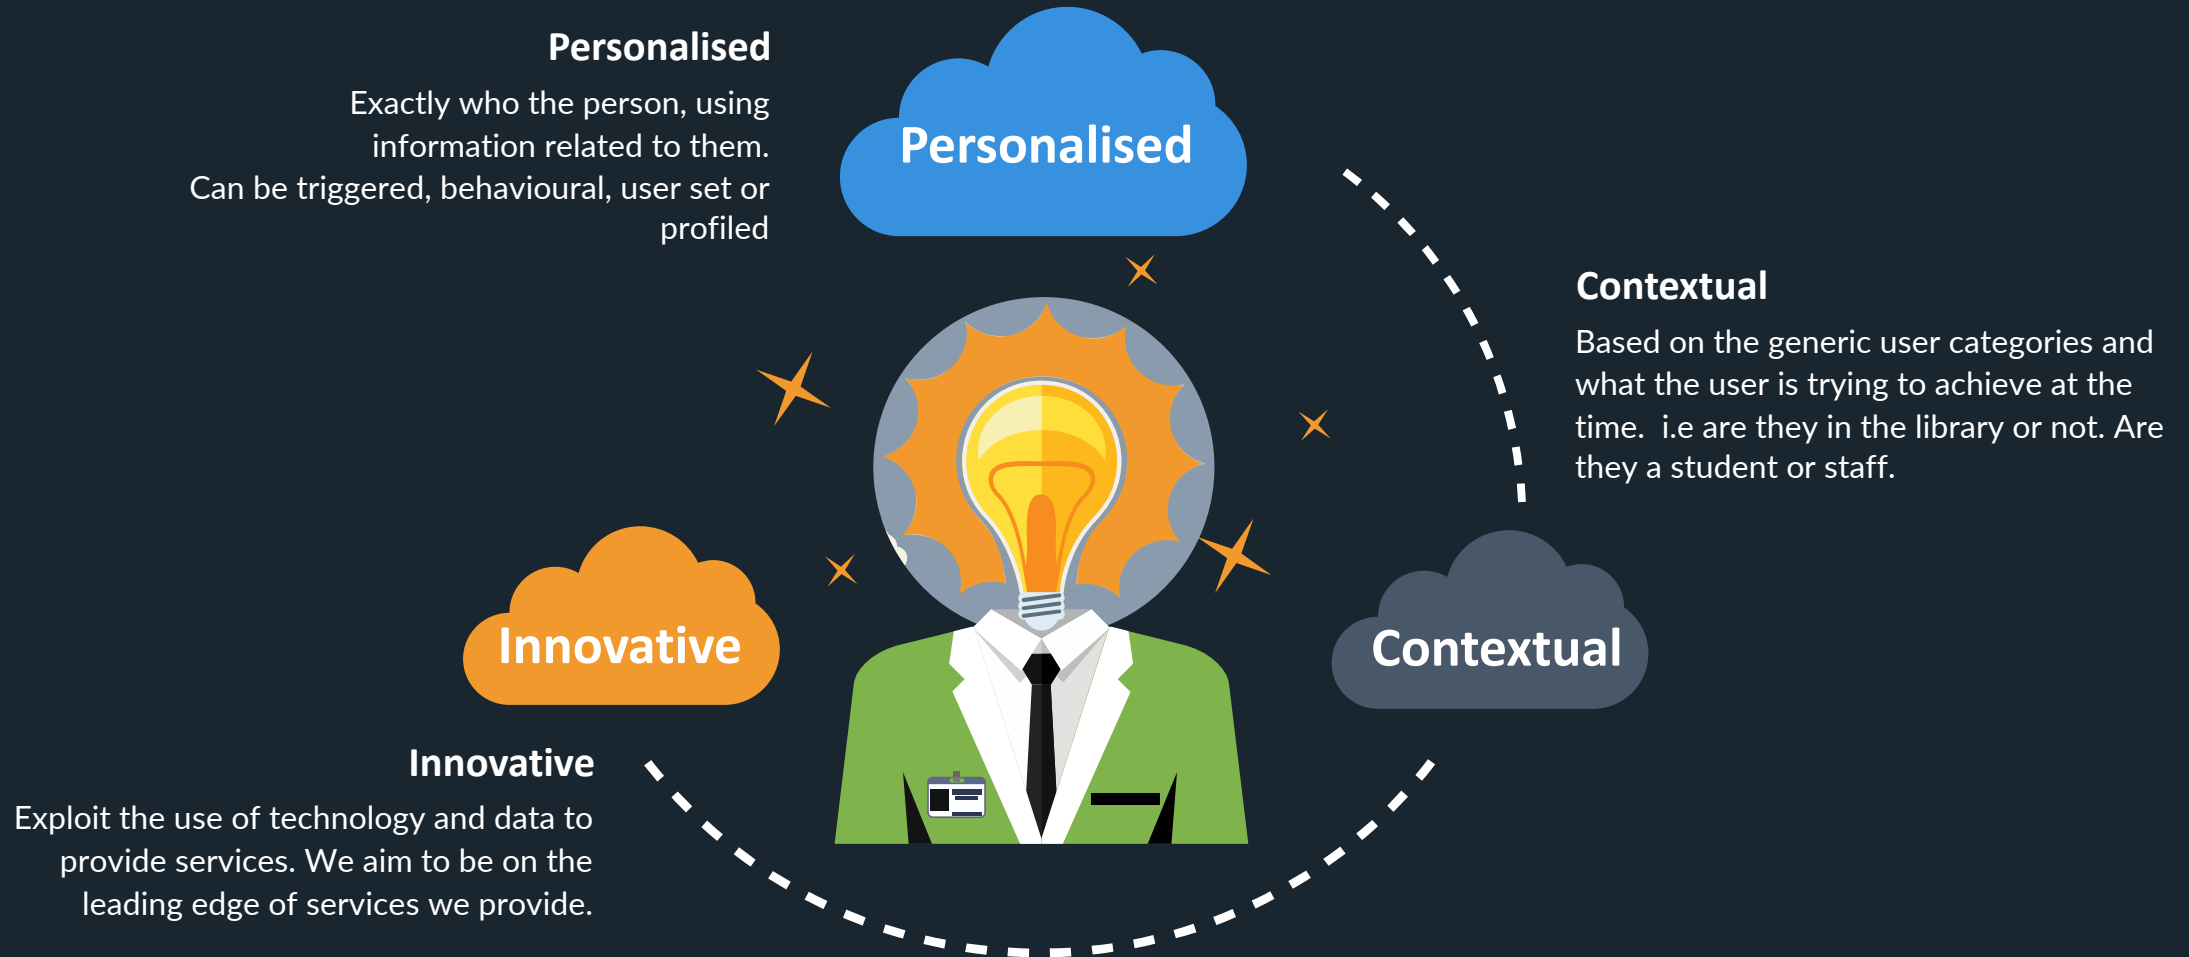 Personalised
Exactly who the person, using
information related to them.
Can be triggered, behavioural, user set or
profiled
Personalised
Contextual
Based on the generic user categories and
what the user is trying to achieve at the
time.  i.e are they in the library or not. Are
they a student or staff.
Innovative
Contextual
Innovative
Exploit the use of technology and data to
provide services. We aim to be on the
leading edge of services we provide.